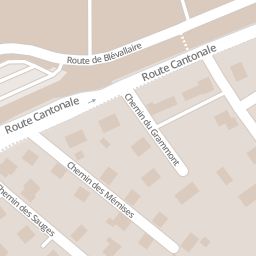 Route de Blévallaire
Route Cantonale
Route Cantonale
Chemin du Grammont
Chemin des Mémises
Chemin des Sauges